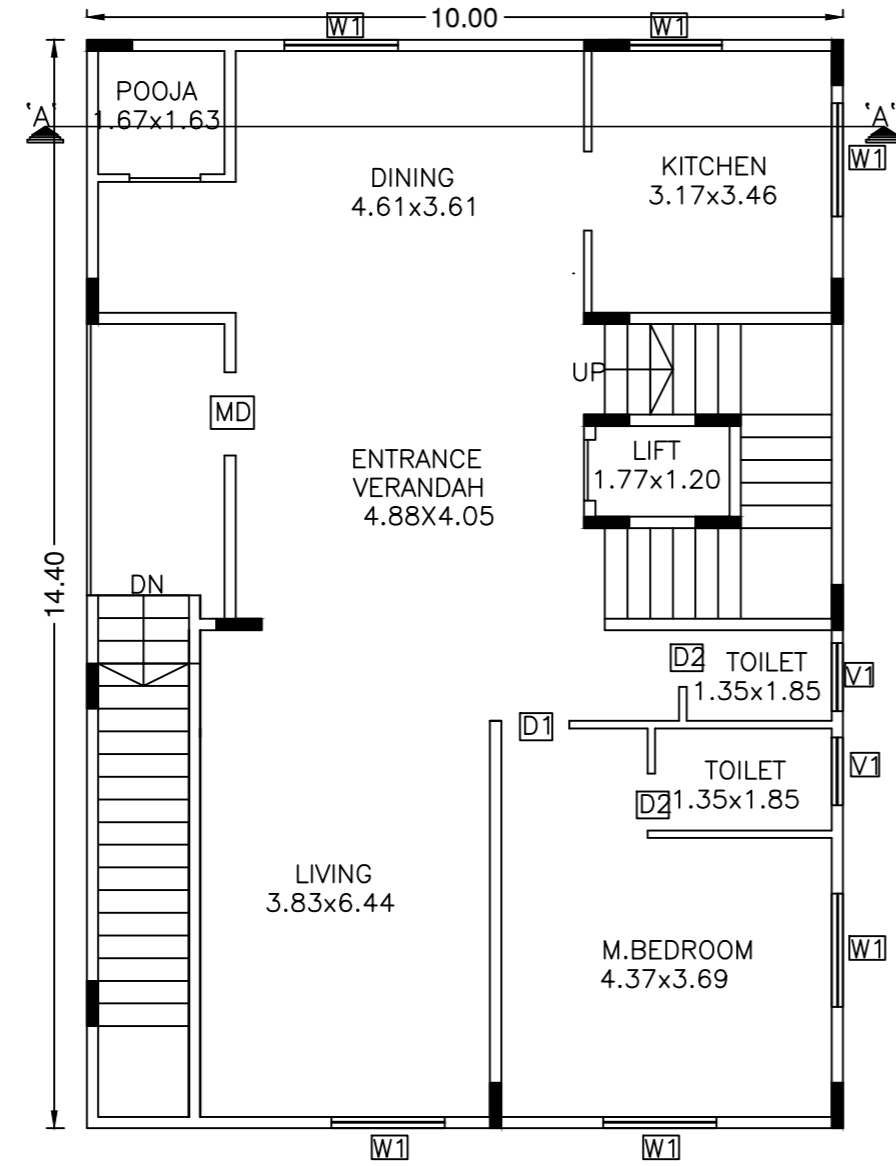 W1
10.00
W1
POOJA
1.67x1.63
'A'
'A'
W1
DINING
4.61x3.61
KITCHEN
3.17x3.46
UP
MD
ENTRANCE
VERANDAH
4.88X4.05
LIFT
1.77x1.20
14.40
DN
D2
TOILET
1.35x1.85
V1
D1
TOILET
1.35x1.85
V1
D2
LIVING
3.83x6.44
M.BEDROOM
4.37x3.69
W1
W1
W1